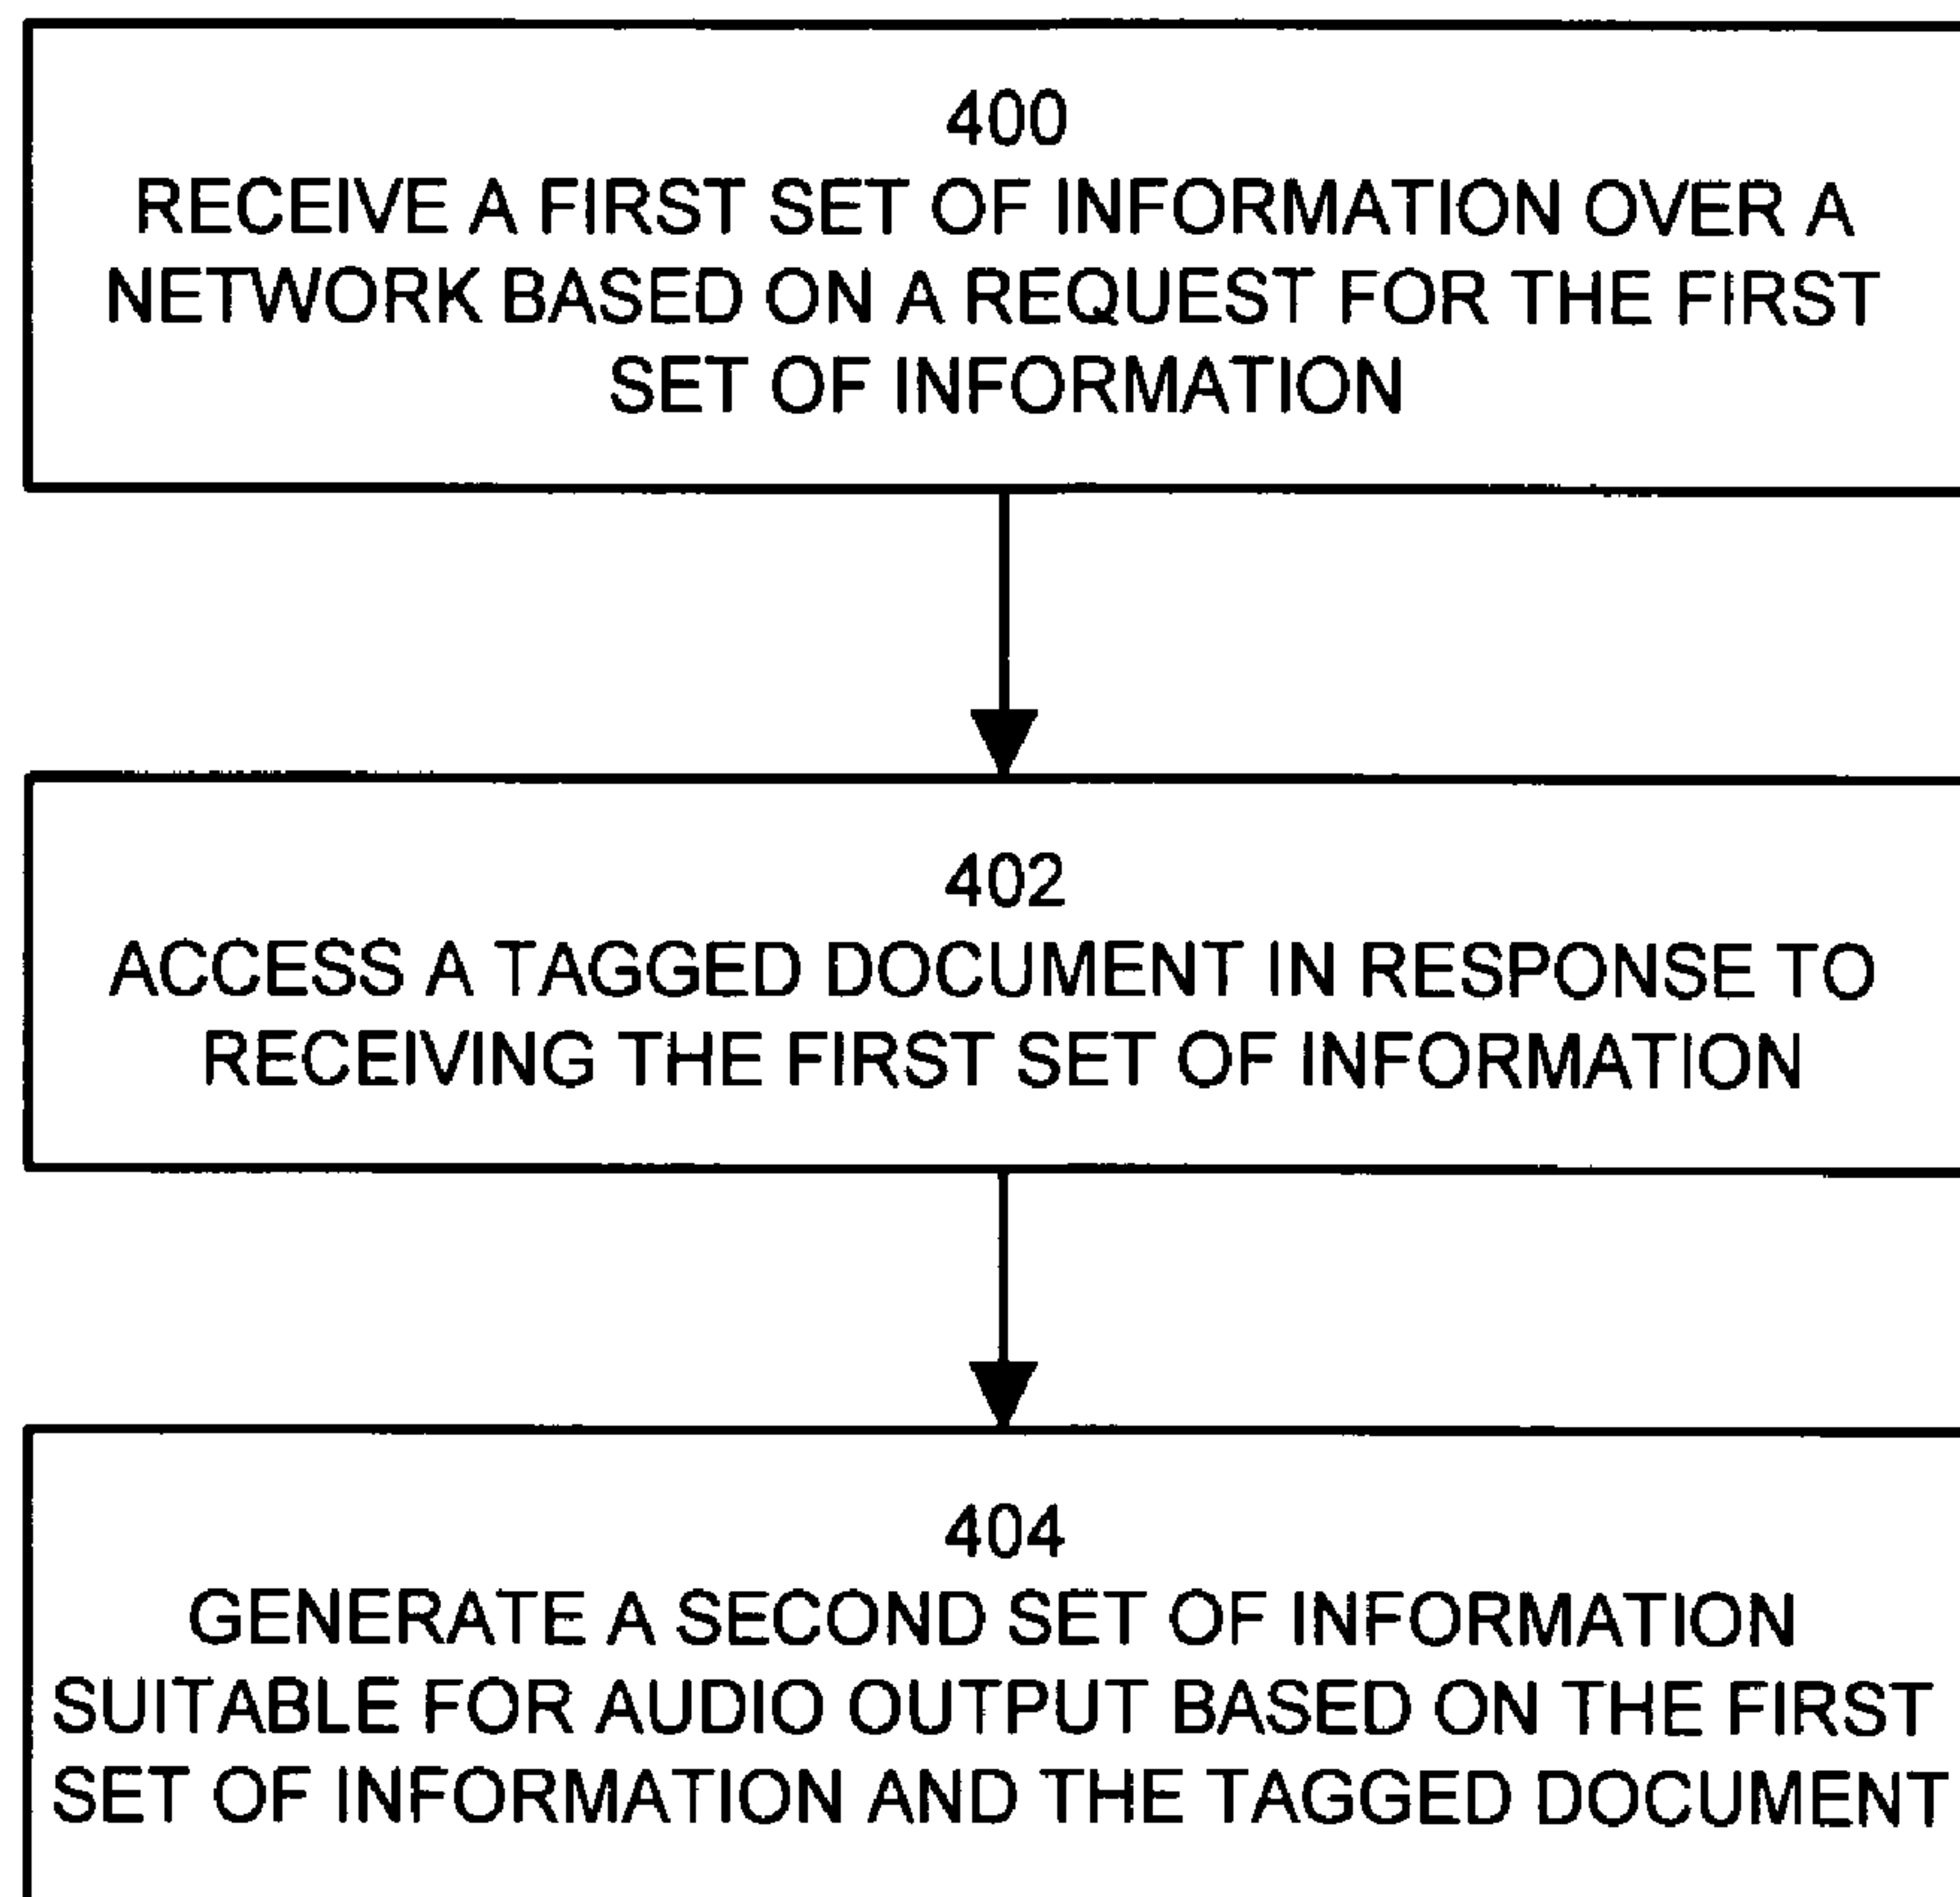 400
RECEIVE A FIRST SET OF INFORMATION OVER A
NETWORK BASED ON A REQUEST FOR THE FIRST
SET OF INFORMATION
402
ACCESS A TAGGED DOCUMENT IN RESPONSE TO
RECEIVING THE FIRST SET OF INFORMATION
404
GENERATE A SECOND SET OF INFORMATION
SUITABLE FOR AUDIO OUTPUT BASED ON THE FIRST
SET OF INFORMATION AND THE TAGGED DOCUMENT